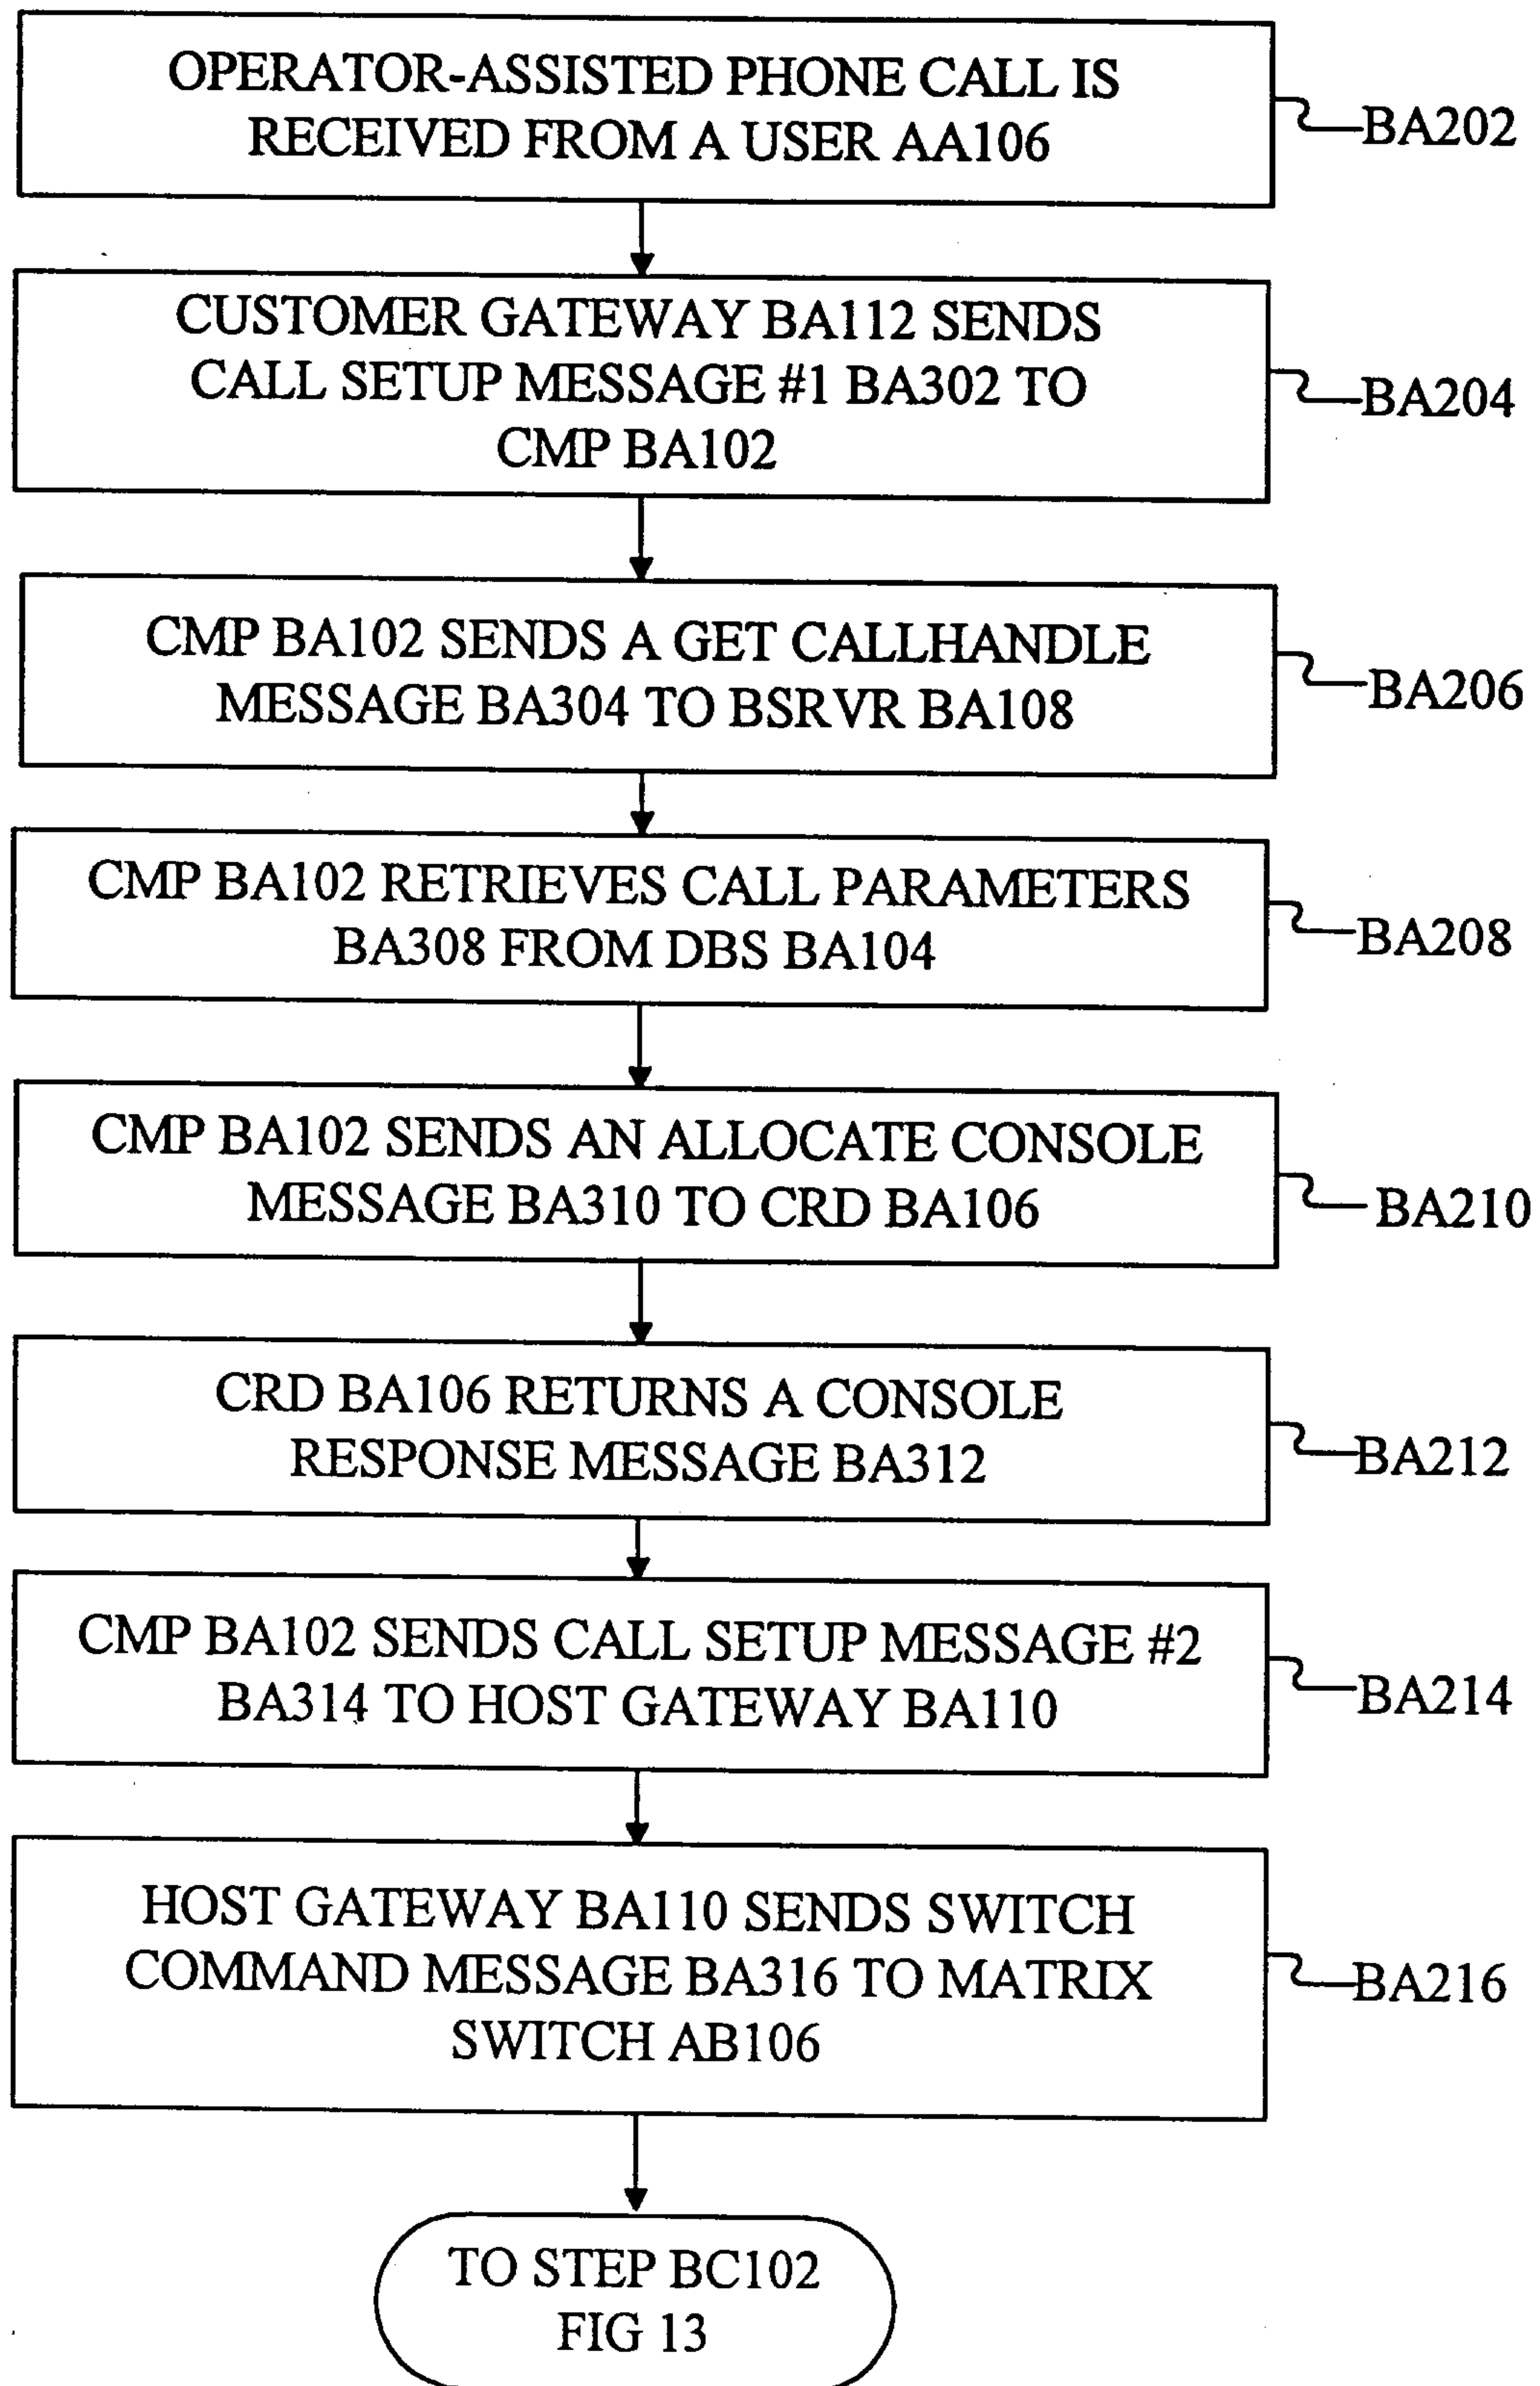 OPERATOR-ASSISTED PHONE CALL IS
RECEIVED FROM A USER AA106
BA202
CUSTOMER GATEWAY BA112 SENDS
CALL SETUP MESSAGE #1 BA302 TO
CMP BA102
BA204
CMP BA102 SENDS A GET CALLHANDLE
MESSAGE BA304 TO BSRVR BA108
BA206
CMP BA102 RETRIEVES CALL PARAMETERS
BA308 FROM DBS BA104
BA208
CMP BA102 SENDS AN ALLOCATE CONSOLE
MESSAGE BA310 TO CRD BA106
BA210
CRD BA106 RETURNS A CONSOLE
RESPONSE MESSAGE BA312
BA212
CMP BA102 SENDS CALL SETUP MESSAGE #2
BA314 TO HOST GATEWAY BA110
BA214
HOST GATEWAY BA110 SENDS SWITCH
COMMAND MESSAGE BA316 TO MATRIX
SWITCH AB106
BA216
TO STEP BC102
FIG 13